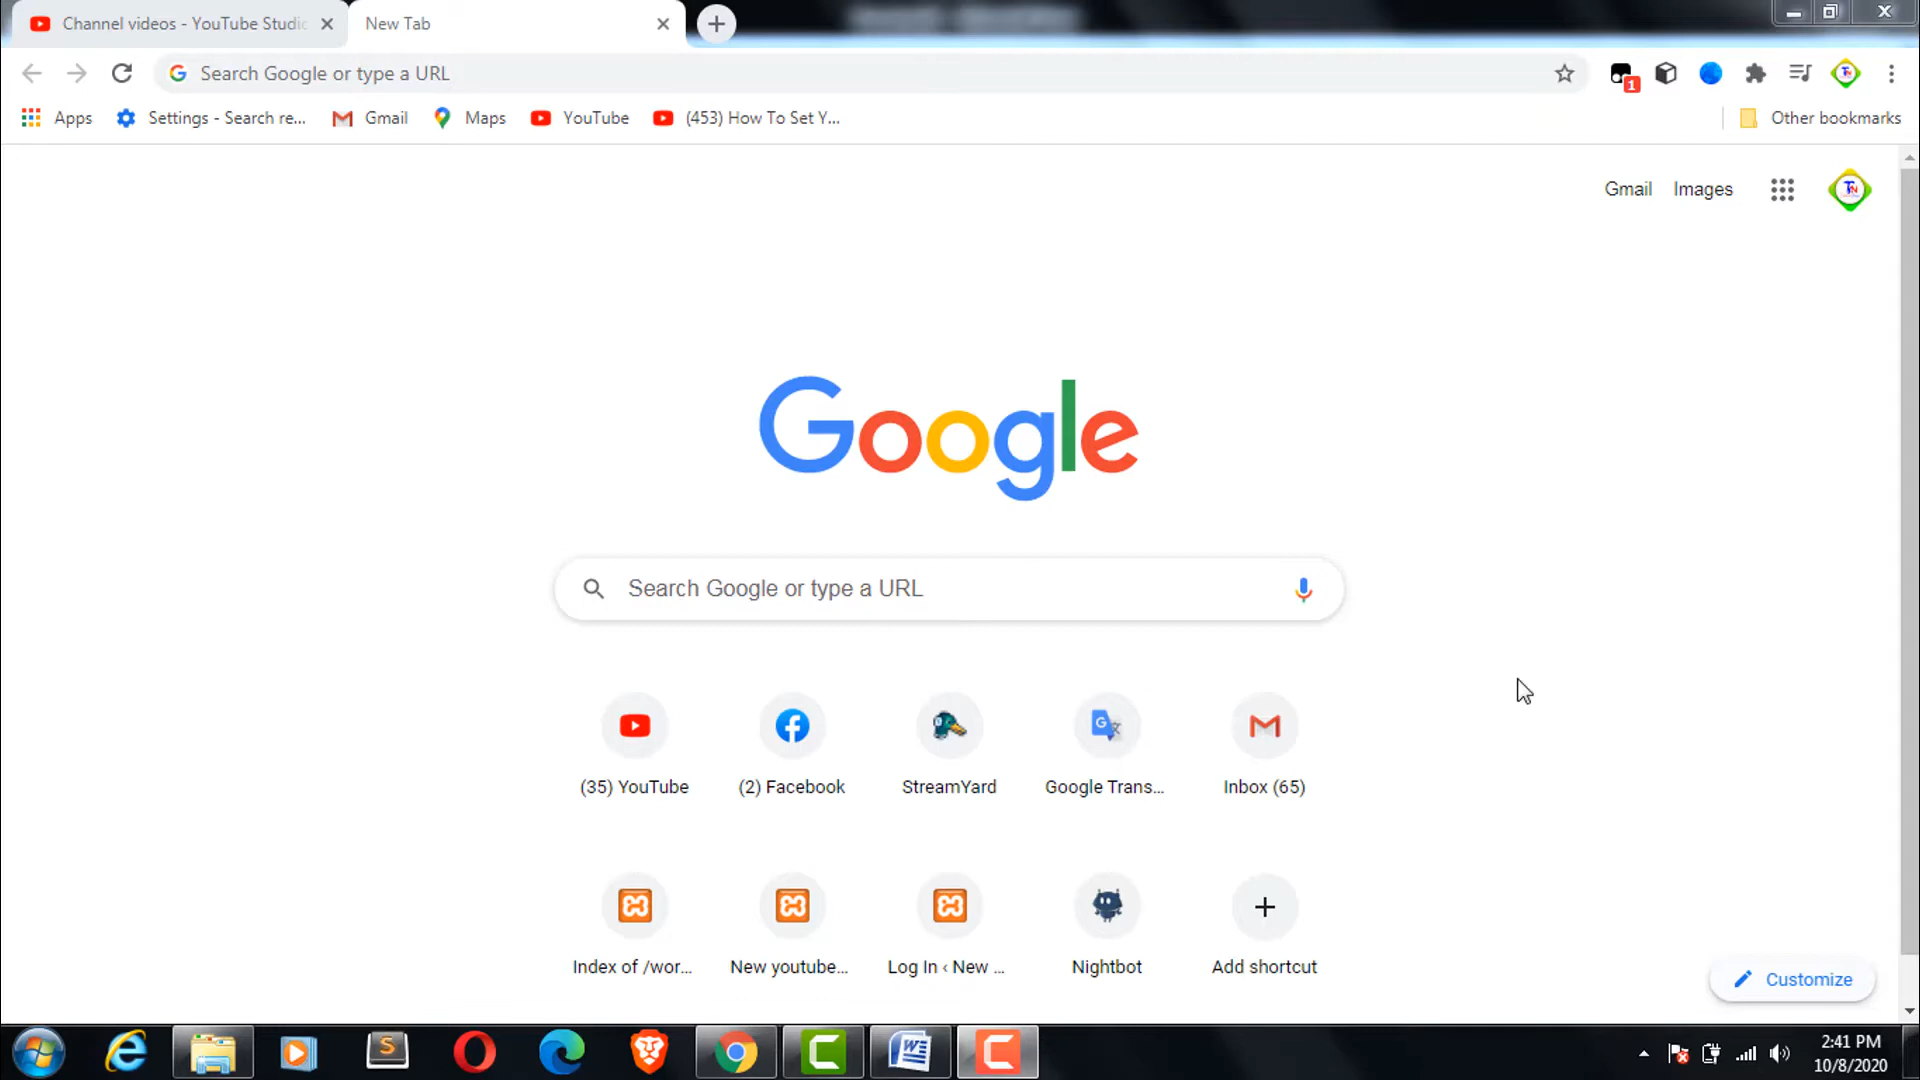 Channel videos - YouTube Studio
New Tab
Search Google or type a URL
1
Apps
Settings - Search re...
Gmail
Maps
YouTube
(453) How To Set Y...
Other bookmarks
Gmail
Images
TN
Google
Search Google or type a URL
(35) YouTube
(2) Facebook
StreamYard
Google Trans...
Inbox (65)
Index of /wor...
New youtube...
Log In ‹ New ...
Nightbot
Add shortcut
Customize
2:41 PM
10/8/2020